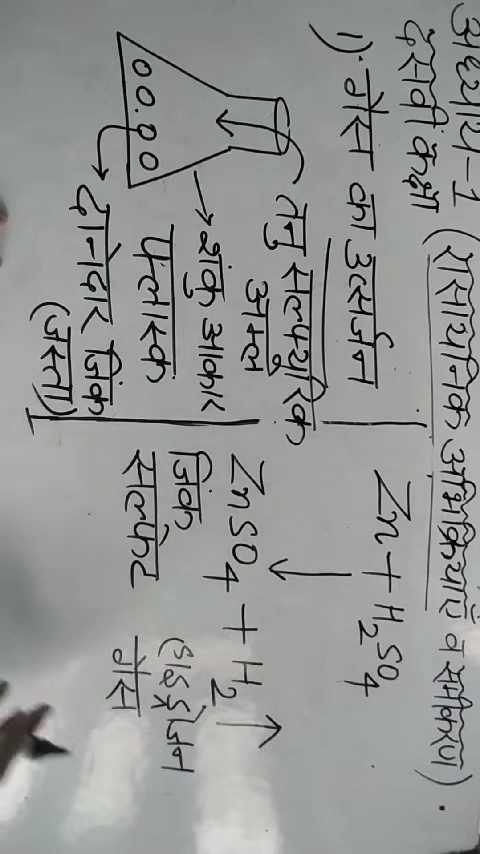 अध्याय-1
दसवीं कक्षा (रासायनिक अभिक्रियाएं व समीकरण).
1) गैस का उत्सर्जन
तनु सल्फ्युरिक
अम्ल
शंकु आकार
फ्लास्क
दानेदार जिंक
(जस्ता)
Zn + H₂SO₄
↓
ZnSO₄ + H₂ ↑
जिंक
सल्फेट
हाइड्रोजन
गैस